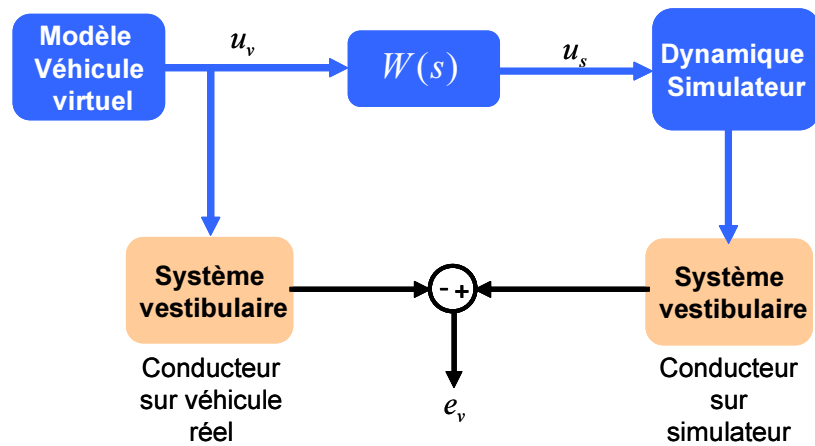 Modèle
Véhicule
virtuel
u_v
W(s)
u_s
Dynamique
Simulateur
Système
vestibulaire
- +
Système
vestibulaire
Conducteur
sur véhicule
réel
e_v
Conducteur
sur
simulateur